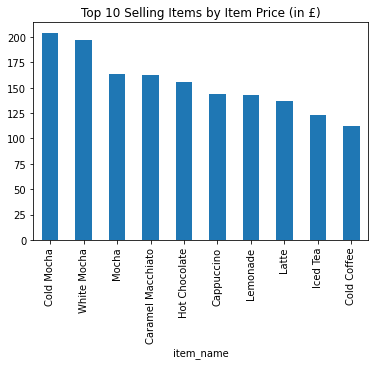 Top 10 Selling Items by Item Price (in £)
200
175
150
125
100
75
50
25
0
Cold Mocha
White Mocha
Mocha
Caramel Macchiato
Hot Chocolate
Cappuccino
Lemonade
Latte
Iced Tea
Cold Coffee
item_name